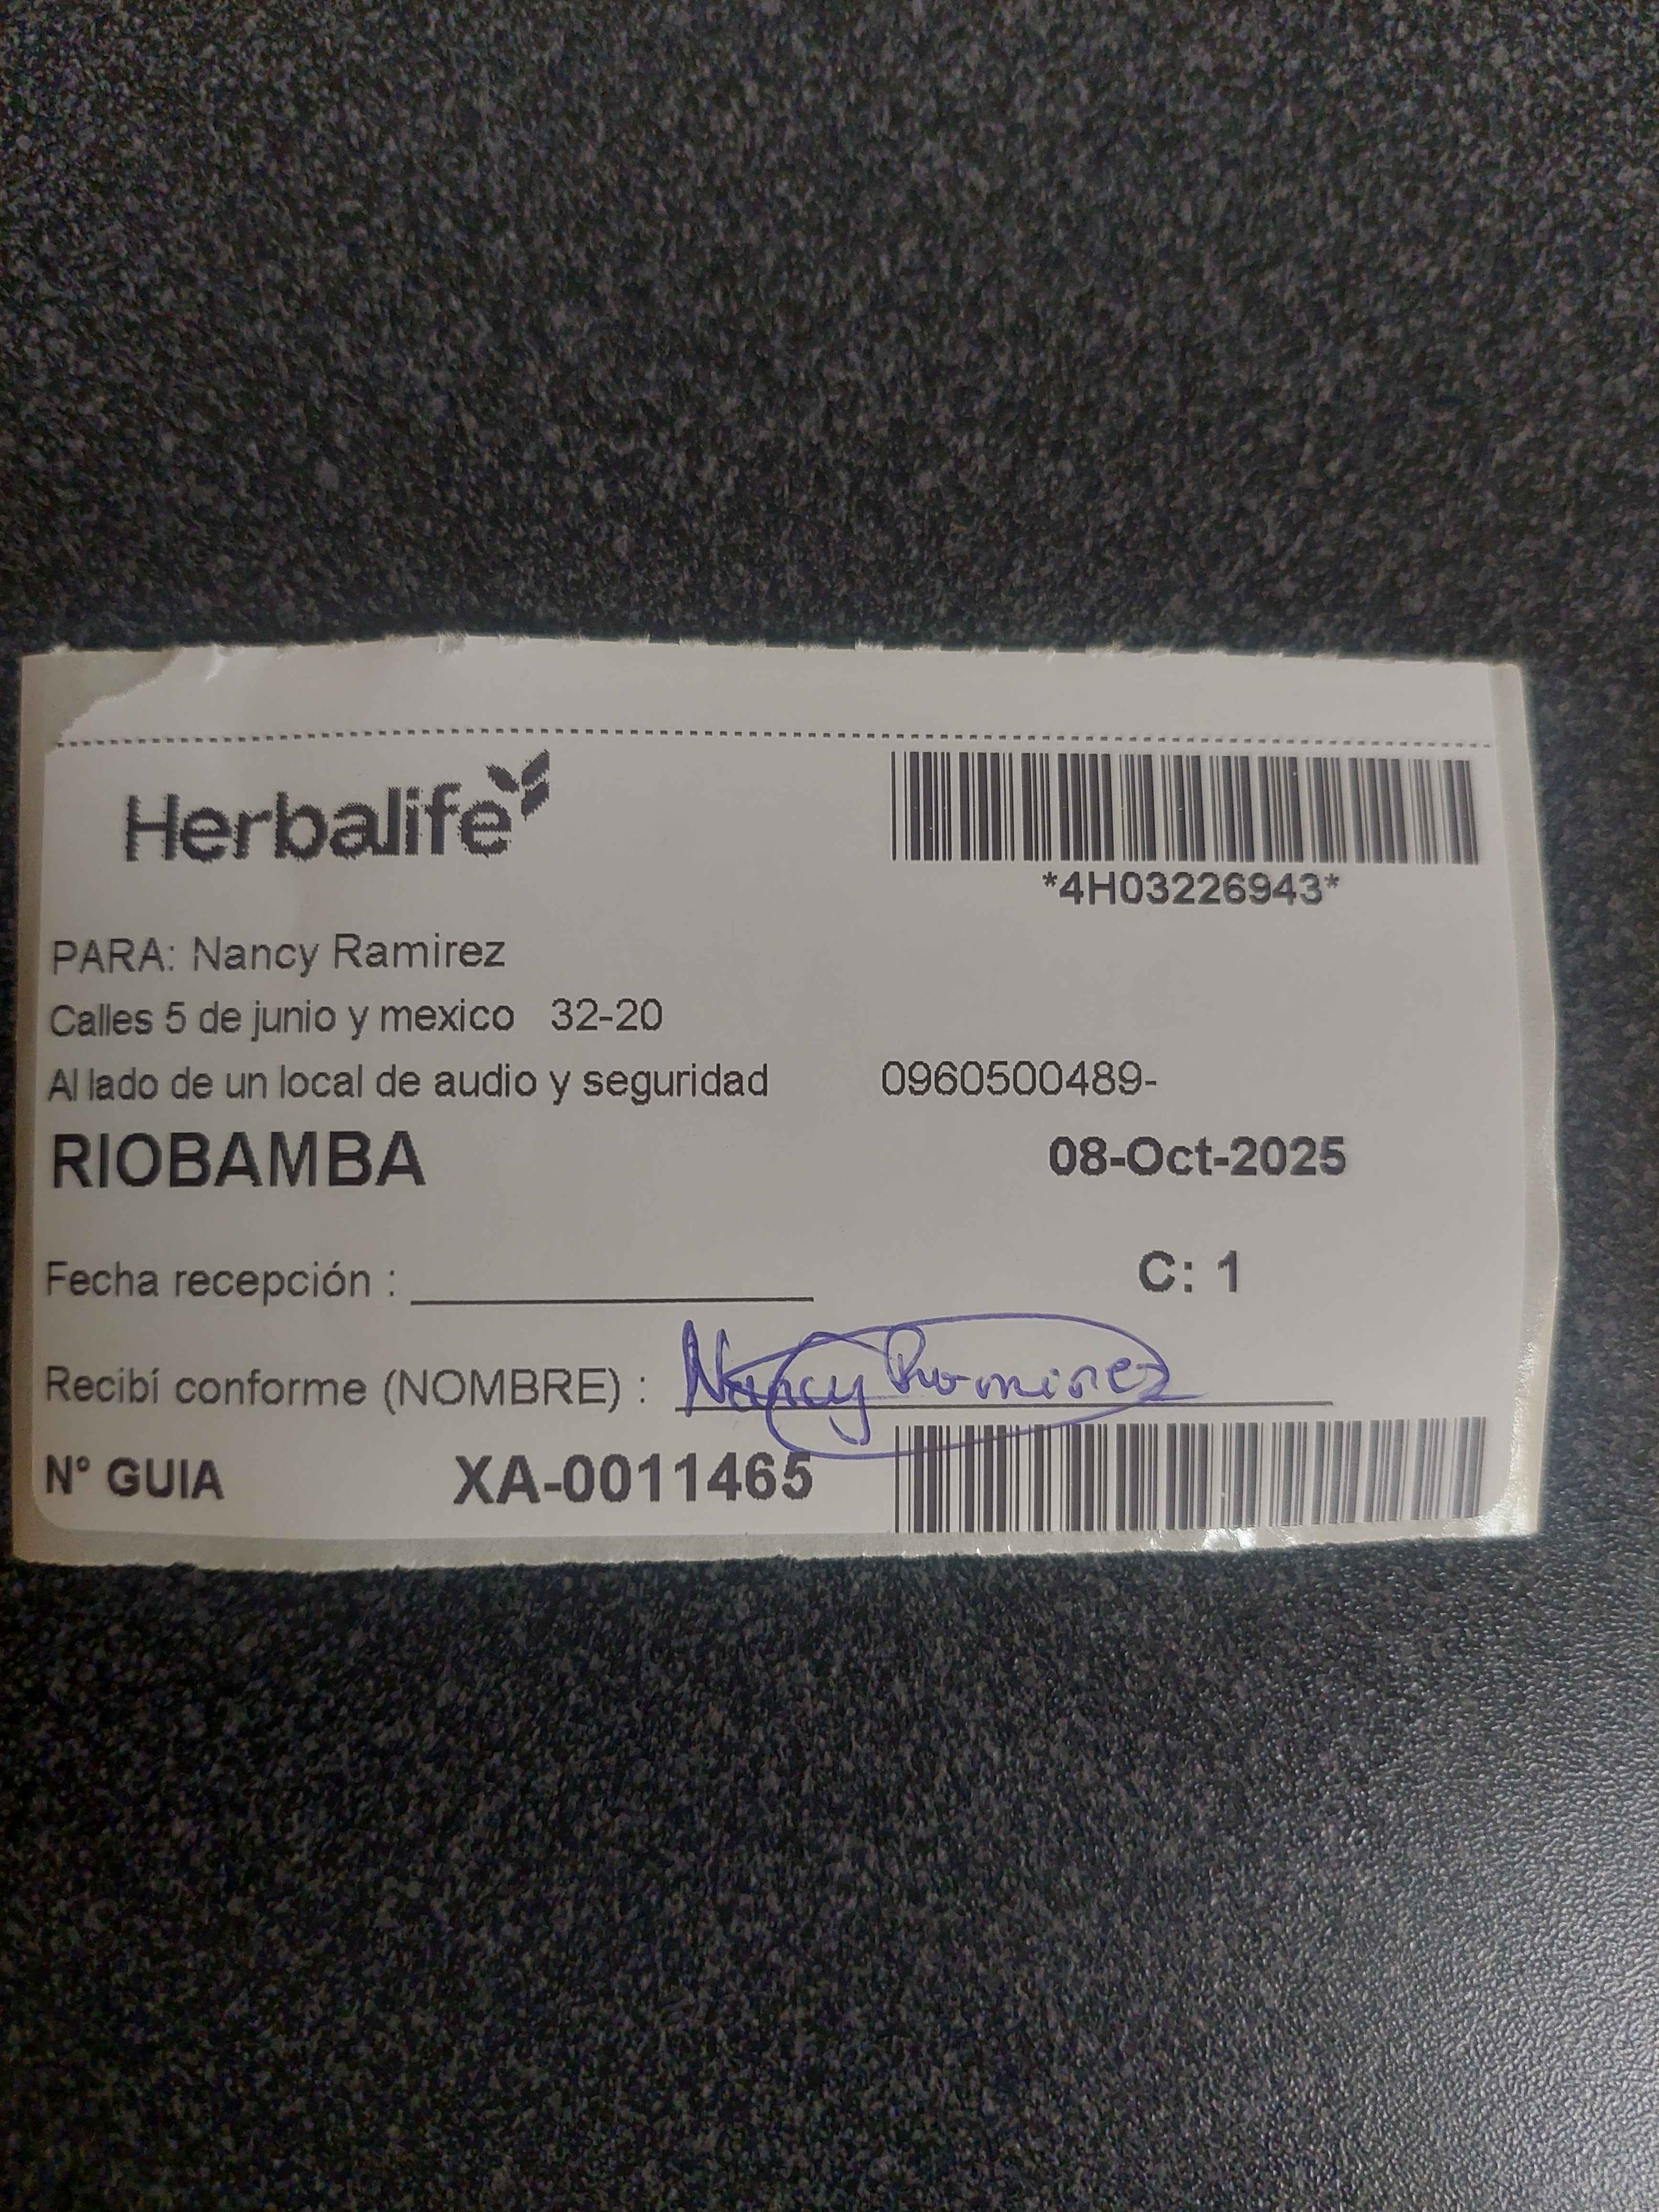 Herbalife
*4H03226943*
PARA: Nancy Ramirez
Calles 5 de junio y mexico 32-20
Al lado de un local de audio y seguridad 0960500489-
RIOBAMBA 08-Oct-2025
Fecha recepción : C: 1
Recibí conforme (NOMBRE) : Nancy Ramirez
N° GUIA XA-0011465